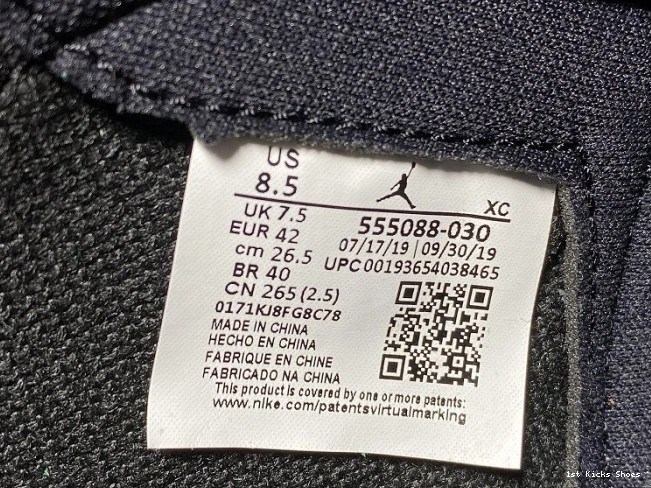 US
8.5
XC
UK 7.5
EUR 42
cm 26.5
BR 40
CN 265 (2.5)
0171KJ8FG8C78
555088-030
07/17/19 | 09/30/19
UPC00193654038465
MADE IN CHINA
HECHO EN CHINA
FABRIQUE EN CHINE
FABRICADO NA CHINA
This product is covered by one or more patents:
www.nike.com/patentsvirtualmarking
1st Kicks Shoes